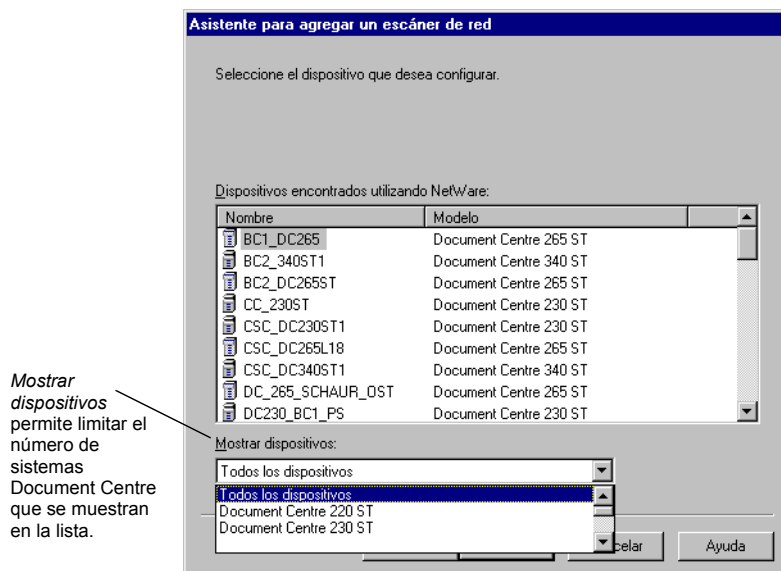 Asistente para agregar un escáner de red
Seleccione el dispositivo que desea configurar.
Dispositivos encontrados utilizando NetWare:
Nombre Modelo
BC1_DC265 Document Centre 265 ST
BC2_340ST1 Document Centre 340 ST
BC2_DC265ST Document Centre 265 ST
CC_230ST Document Centre 230 ST
CSC_DC230ST1 Document Centre 230 ST
CSC_DC265L18 Document Centre 265 ST
CSC_DC340ST1 Document Centre 340 ST
DC_265_SCHAUR_OST Document Centre 265 ST
DC230_BC1_PS Document Centre 230 ST
Mostrar dispositivos:
Todos los dispositivos
Todos los dispositivos
Document Centre 220 ST
Document Centre 230 ST
celar Ayuda
Mostrar
dispositivos
permite limitar el
número de
sistemas
Document Centre
que se muestran
en la lista.